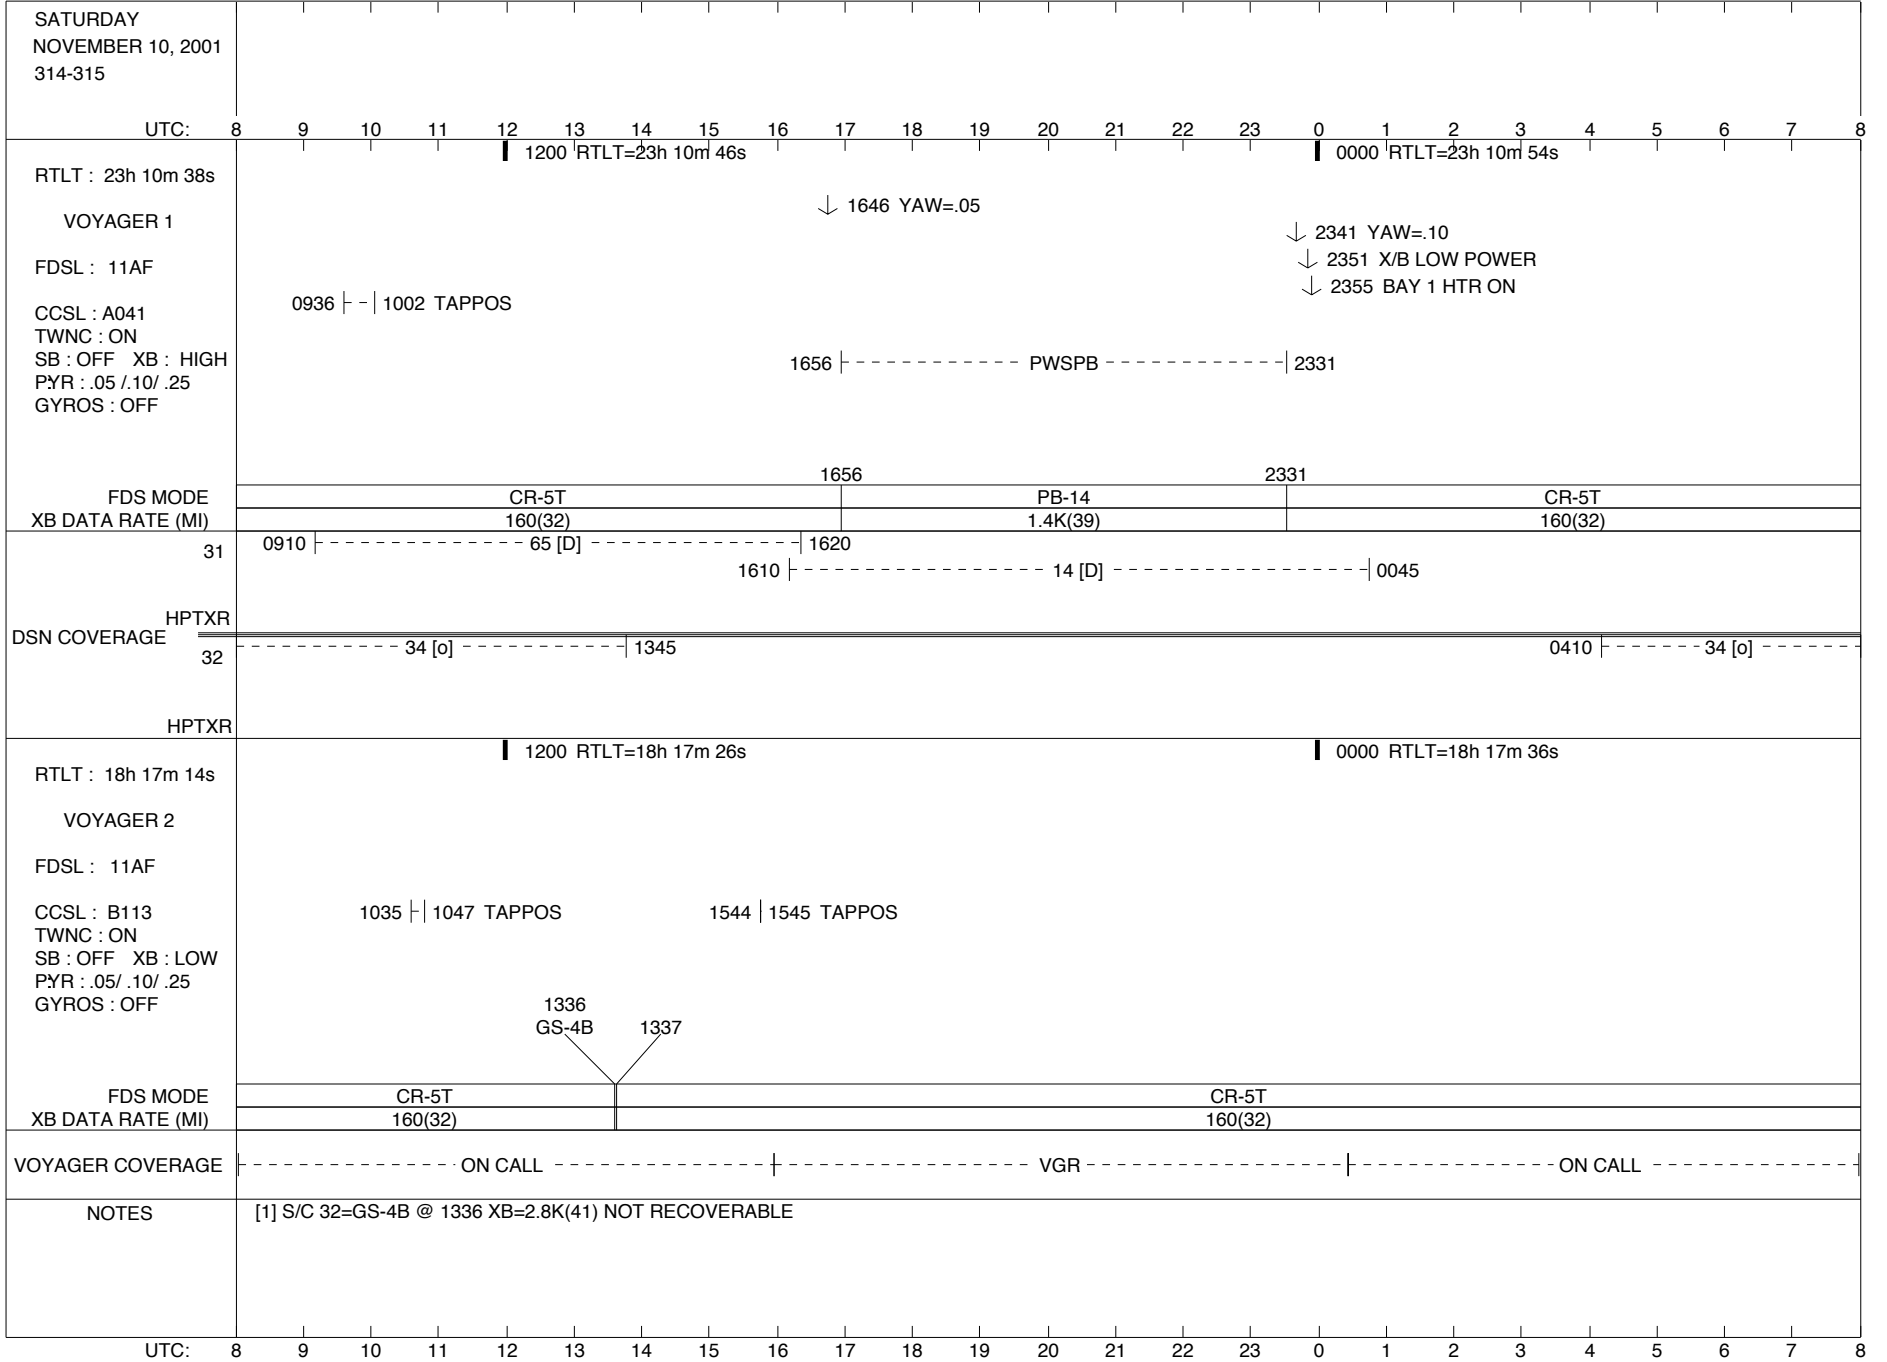 SATURDAY
NOVEMBER 10, 2001
314-315
UTC: 8 9 10 11 12 13 14 15 16 17 18 19 20 21 22 23 0 1 2 3 4 5 6 7 8
1200 RTLT=23h 10m 46s 0000 RTLT=23h 10m 54s
RTLT : 23h 10m 38s
1646 YAW=.05
VOYAGER 1
2341 YAW=.10
2351 X/B LOW POWER
FDSL : 11AF
2355 BAY 1 HTR ON
0936 1002 TAPPOS
CCSL : A041
TWNC : ON
SB : OFF XB : HIGH
1656 PWSPB 2331
P:YR : .05 /.10/ .25
GYROS : OFF
1656 2331
FDS MODE CR-5T PB-14 CR-5T
XB DATA RATE (MI) 160(32) 1.4K(39) 160(32)
31 0910 65 [D] 1620
1610 14 [D] 0045
HPTXR
DSN COVERAGE
32 34 [o] 1345 0410 34 [o]
HPTXR
1200 RTLT=18h 17m 26s 0000 RTLT=18h 17m 36s
RTLT : 18h 17m 14s
VOYAGER 2
FDSL : 11AF
CCSL : B113 1035 1047 TAPPOS 1544 1545 TAPPOS
TWNC : ON
SB : OFF XB : LOW
P:YR : .05/ .10/ .25
GYROS : OFF 1336
GS-4B 1337
FDS MODE CR-5T CR-5T
XB DATA RATE (MI) 160(32) 160(32)
VOYAGER COVERAGE ON CALL VGR ON CALL
NOTES [1] S/C 32=GS-4B @ 1336 XB=2.8K(41) NOT RECOVERABLE
UTC: 8 9 10 11 12 13 14 15 16 17 18 19 20 21 22 23 0 1 2 3 4 5 6 7 8